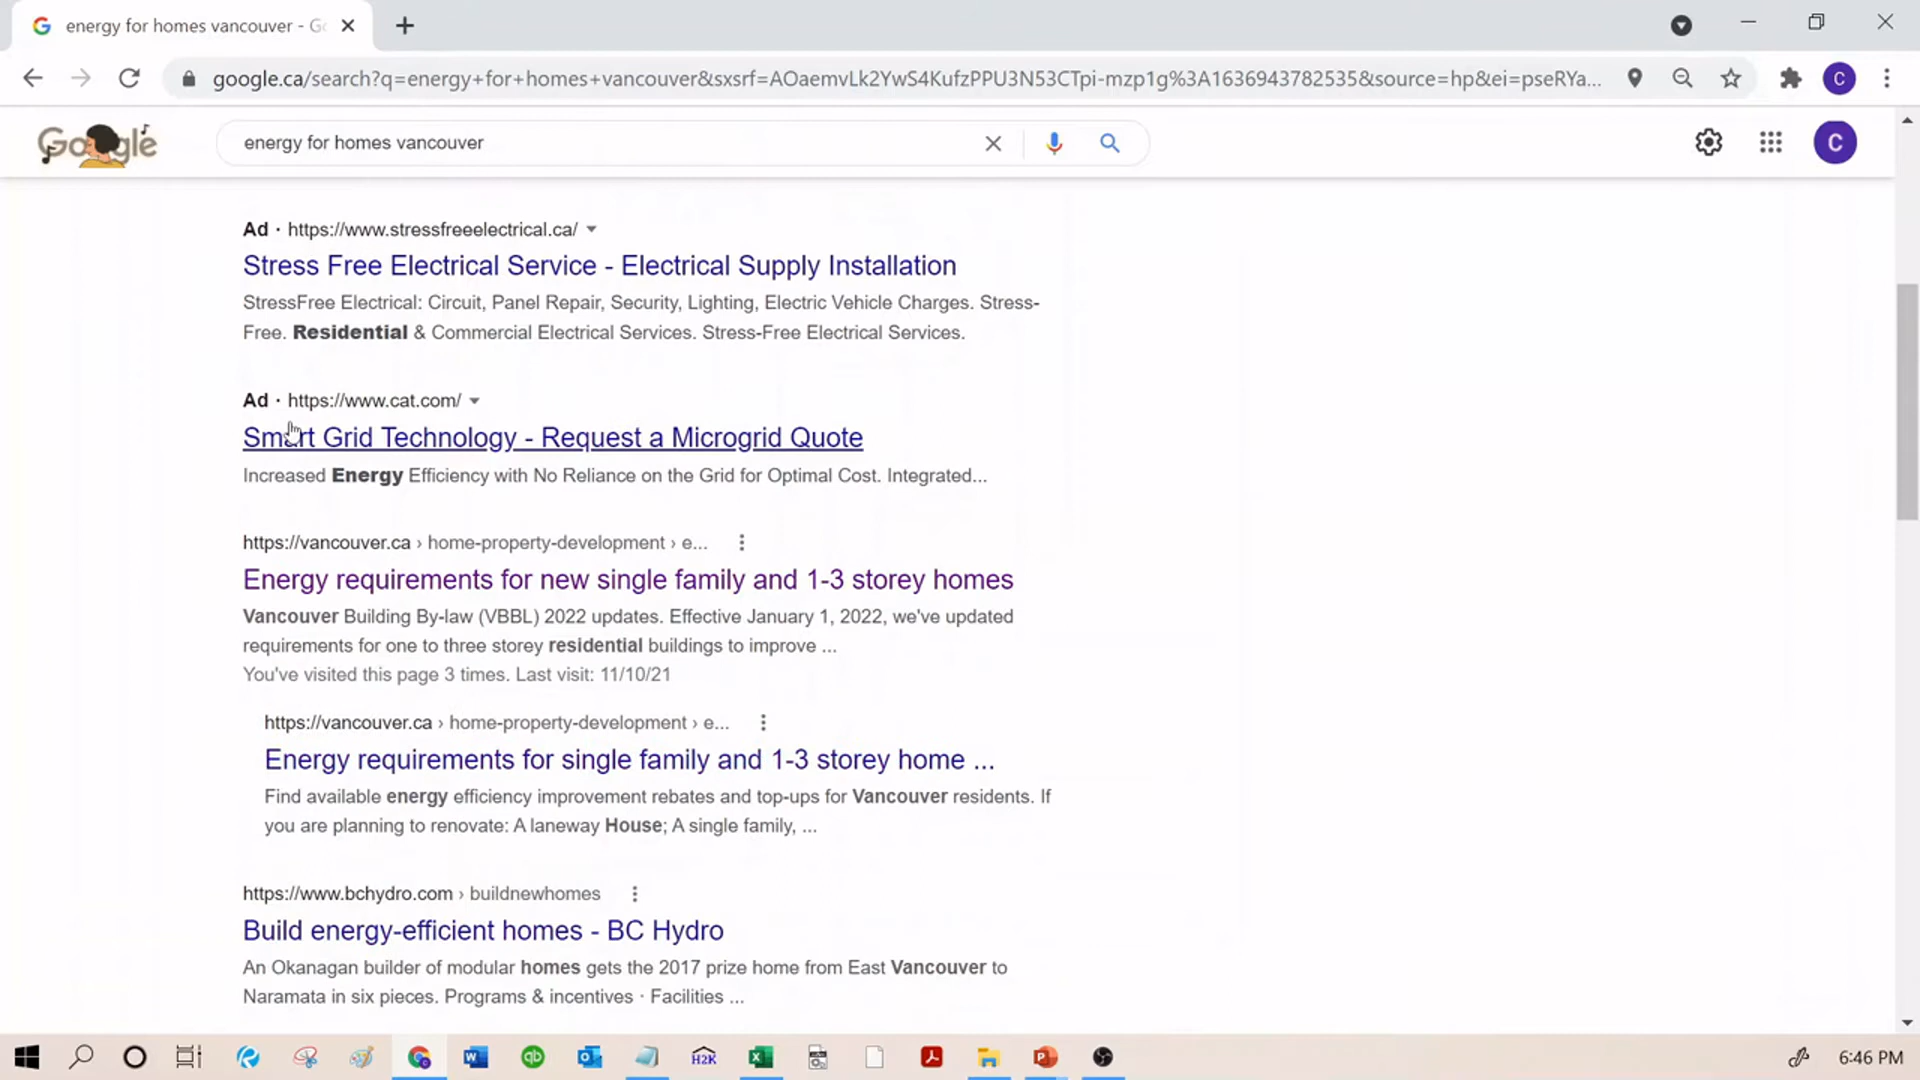 energy for homes vancouver - Go
google.ca/search?q=energy+for+homes+vancouver&sxsrf=AOaemvLk2YwS4KufzPPU3N53CTpi-mzp1g%3A1636943782535&source=hp&ei=pseRYa...
C
Google
energy for homes vancouver
C
Ad · https://www.stressfreeelectrical.ca/
Stress Free Electrical Service - Electrical Supply Installation
StressFree Electrical: Circuit, Panel Repair, Security, Lighting, Electric Vehicle Charges. Stress-
Free. Residential & Commercial Electrical Services. Stress-Free Electrical Services.
Ad · https://www.cat.com/
Smart Grid Technology - Request a Microgrid Quote
Increased Energy Efficiency with No Reliance on the Grid for Optimal Cost. Integrated...
https://vancouver.ca › home-property-development › e...
Energy requirements for new single family and 1-3 storey homes
Vancouver Building By-law (VBBL) 2022 updates. Effective January 1, 2022, we've updated
requirements for one to three storey residential buildings to improve ...
You've visited this page 3 times. Last visit: 11/10/21
https://vancouver.ca › home-property-development › e...
Energy requirements for single family and 1-3 storey home ...
Find available energy efficiency improvement rebates and top-ups for Vancouver residents. If
you are planning to renovate: A laneway House; A single family, ...
https://www.bchydro.com › buildnewhomes
Build energy-efficient homes - BC Hydro
An Okanagan builder of modular homes gets the 2017 prize home from East Vancouver to
Naramata in six pieces. Programs & incentives · Facilities ...
H2K
6:46 PM